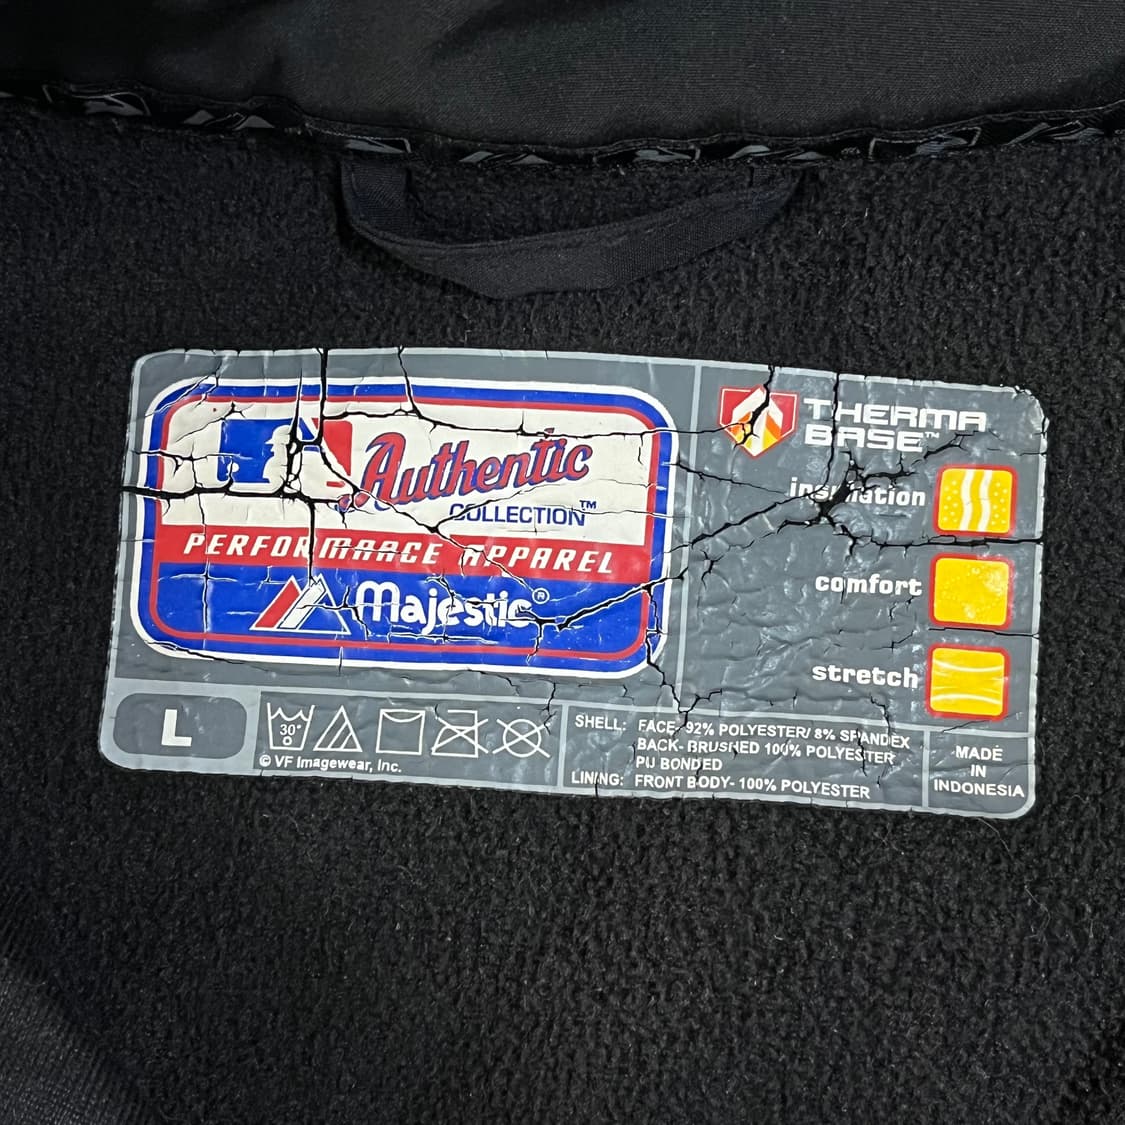 Authentic
COLLECTION™
PERFORMANCE APPAREL
Majestic®
THERMA
BASE™
insulation
comfort
stretch
L
30°
© VF Imagewear, Inc.
SHELL: FACE- 92% POLYESTER/ 8% SPANDEX
BACK- BRUSHED 100% POLYESTER
PU BONDED
LINING: FRONT BODY- 100% POLYESTER
MADE
IN
INDONESIA